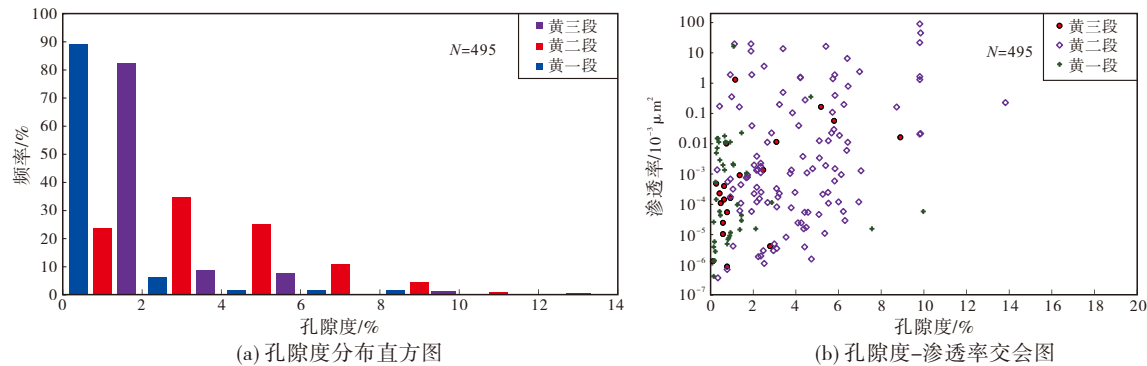 100
90
80
70
60
50
40
30
20
10
0
频率/%
N=495
黄三段
黄二段
黄一段
0 2 4 6 8 10 12 14
孔隙度/%
(a) 孔隙度分布直方图
100
10
1
0.1
0.01
10⁻³
10⁻⁴
10⁻⁵
10⁻⁶
10⁻⁷
渗透率/10⁻³ μm²
N=495
黄三段
黄二段
黄一段
0 2 4 6 8 10 12 14 16 18 20
孔隙度/%
(b) 孔隙度-渗透率交会图